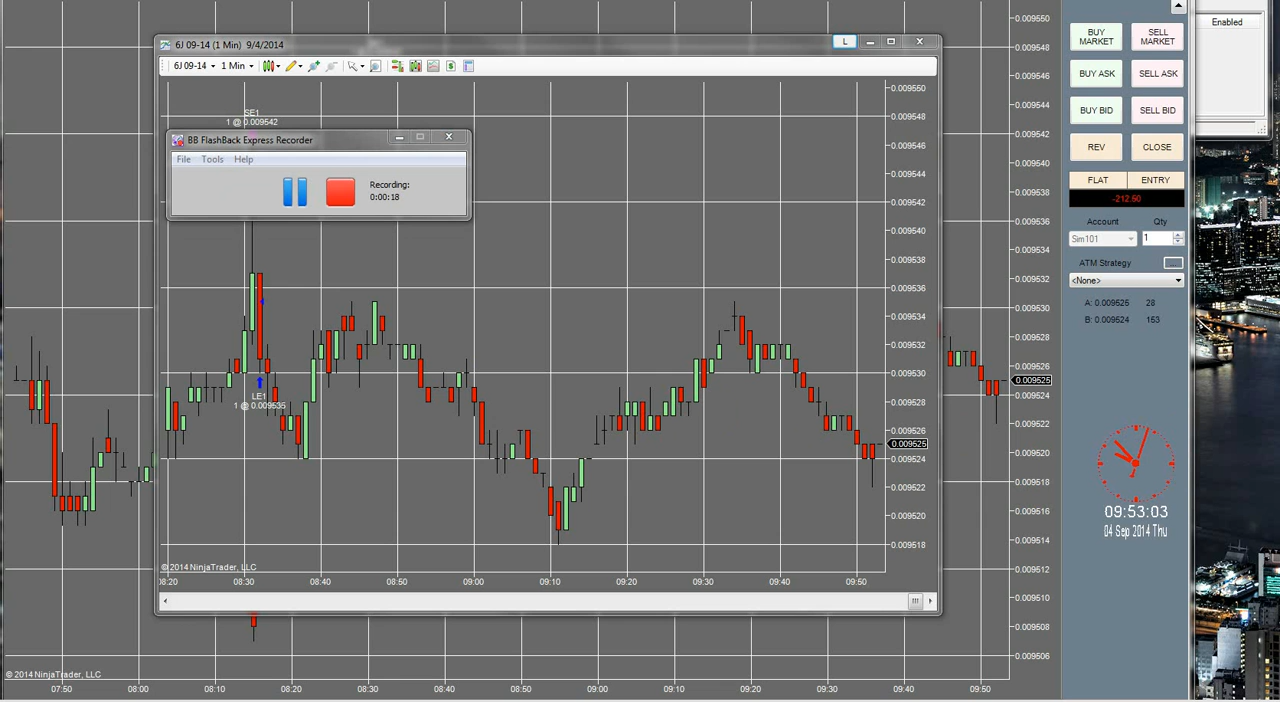 6J 09-14 (1 Min)  9/4/2014
L
6J 09-14
1 Min
SE1
1 @ 0.009542
BB FlashBack Express Recorder
File Tools Help
Recording:
0:00:18
LE1
1 @ 0.009535
0.009550
0.009548
0.009546
0.009544
0.009542
0.009540
0.009538
0.009536
0.009534
0.009532
0.009530
0.009528
0.009526
0.009525
0.009524
0.009522
0.009520
0.009518
© 2014 NinjaTrader, LLC
08:20 08:30 08:40 08:50 09:00 09:10 09:20 09:30 09:40 09:50
0.009550
0.009548
0.009546
0.009544
0.009542
0.009540
0.009538
0.009536
0.009534
0.009532
0.009530
0.009528
0.009526
0.009525
0.009524
0.009522
0.009520
0.009518
0.009516
0.009514
0.009512
0.009510
0.009508
0.009506
© 2014 NinjaTrader, LLC
07:50 08:00 08:10 08:20 08:30 08:40 08:50 09:00 09:10 09:20 09:30 09:40 09:50
BUY MARKET
SELL MARKET
BUY ASK
SELL ASK
BUY BID
SELL BID
REV
CLOSE
FLAT
ENTRY
-212.50
Account
Qty
Sim101
1
ATM Strategy
...
<None>
A: 0.009526 28
B: 0.009524 153
09:53:03
04 Sep 2014 Thu
Enabled